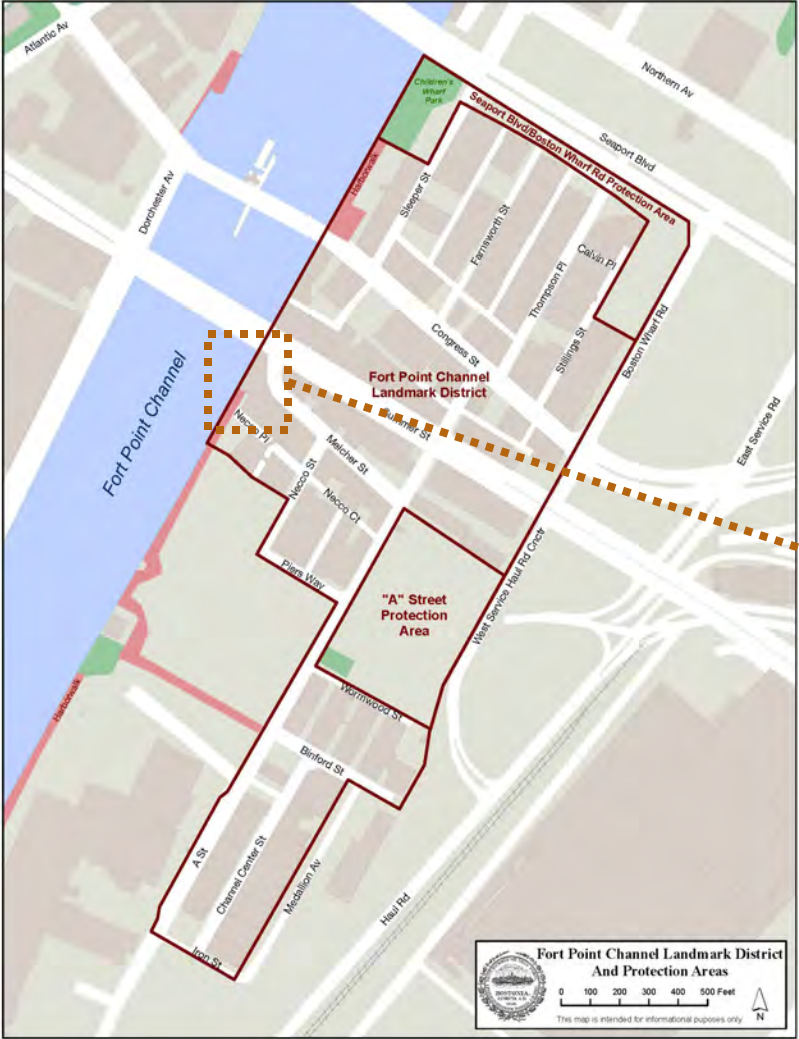 Atlantic Av
Northern Av
Children's
Wharf
Park
Seaport Blvd/Boston Wharf Rd Protection Area
Seaport Blvd
Harborwalk
Dorchester Av
Sleeper St
Farnsworth St
Calvin Pl
Thompson Pl
Stillings St
Boston Wharf Rd
Congress St
Fort Point Channel
Fort Point Channel
Landmark District
Summer St
East Service Rd
Necco Pl
Melcher St
Necco St
Necco Ct
Piers Way
West Service Haul Rd Cnctr
"A" Street
Protection
Area
Harborwalk
Wormwood St
Binford St
A St
Channel Center St
Medallion Av
Haul Rd
Iron St
Fort Point Channel Landmark District
And Protection Areas
BOSTONIA.
0 100 200 300 400 500 Feet
This map is intended for informational puposes only
N